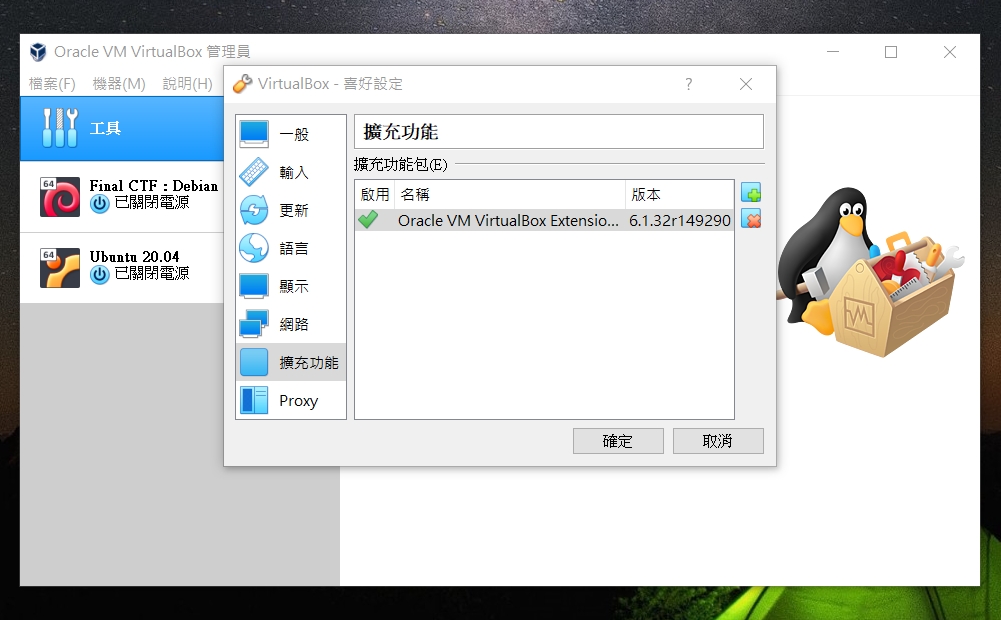 Oracle VM VirtualBox 管理員
檔案(F) 機器(M) 說明(H)
VirtualBox - 喜好設定
?
工具
64
Final CTF : Debian
已關閉電源
64
Ubuntu 20.04
已關閉電源
一般
輸入
更新
語言
顯示
網路
擴充功能
Proxy
擴充功能
擴充功能包(E)
啟用 名稱 版本
Oracle VM VirtualBox Extensio... 6.1.32r149290
確定 取消